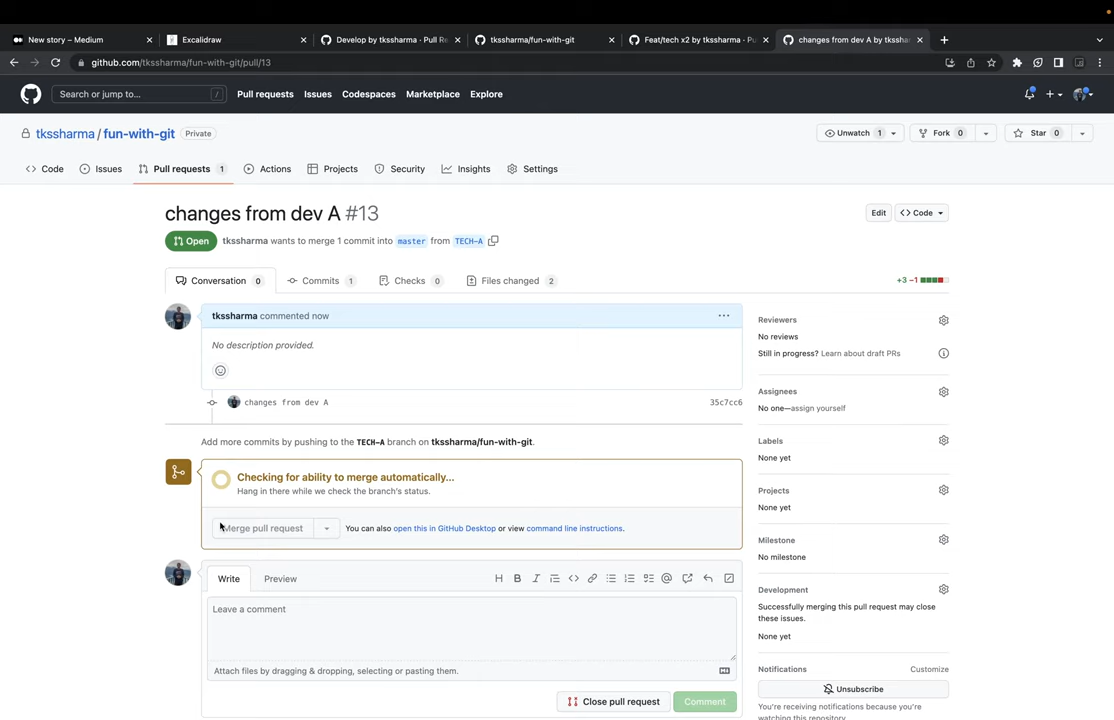 New story – Medium
Excalidraw
Develop by tkssharma · Pull Re
tkssharma/fun-with-git
Feat/tech x2 by tkssharma · Pu
changes from dev A by tkssha
github.com/tkssharma/fun-with-git/pull/13
Search or jump to... /
Pull requests Issues Codespaces Marketplace Explore
tkssharma / fun-with-git Private
Unwatch 1 Fork 0 Star 0
Code Issues Pull requests 1 Actions Projects Security Insights Settings
changes from dev A #13
Edit <> Code
Open tkssharma wants to merge 1 commit into master from TECH-A
Conversation 0 Commits 1 Checks 0 Files changed 2 +3 −1
tkssharma commented now
No description provided.
changes from dev A 35c7cc6
Add more commits by pushing to the TECH-A branch on tkssharma/fun-with-git.
Checking for ability to merge automatically...
Hang in there while we check the branch's status.
Merge pull request You can also open this in GitHub Desktop or view command line instructions.
Write Preview
Leave a comment
Attach files by dragging & dropping, selecting or pasting them.
Close pull request Comment
Reviewers
No reviews
Still in progress? Learn about draft PRs
Assignees
No one—assign yourself
Labels
None yet
Projects
None yet
Milestone
No milestone
Development
Successfully merging this pull request may close
these issues.
None yet
Notifications Customize
Unsubscribe
You're receiving notifications because you're
watching this repository.